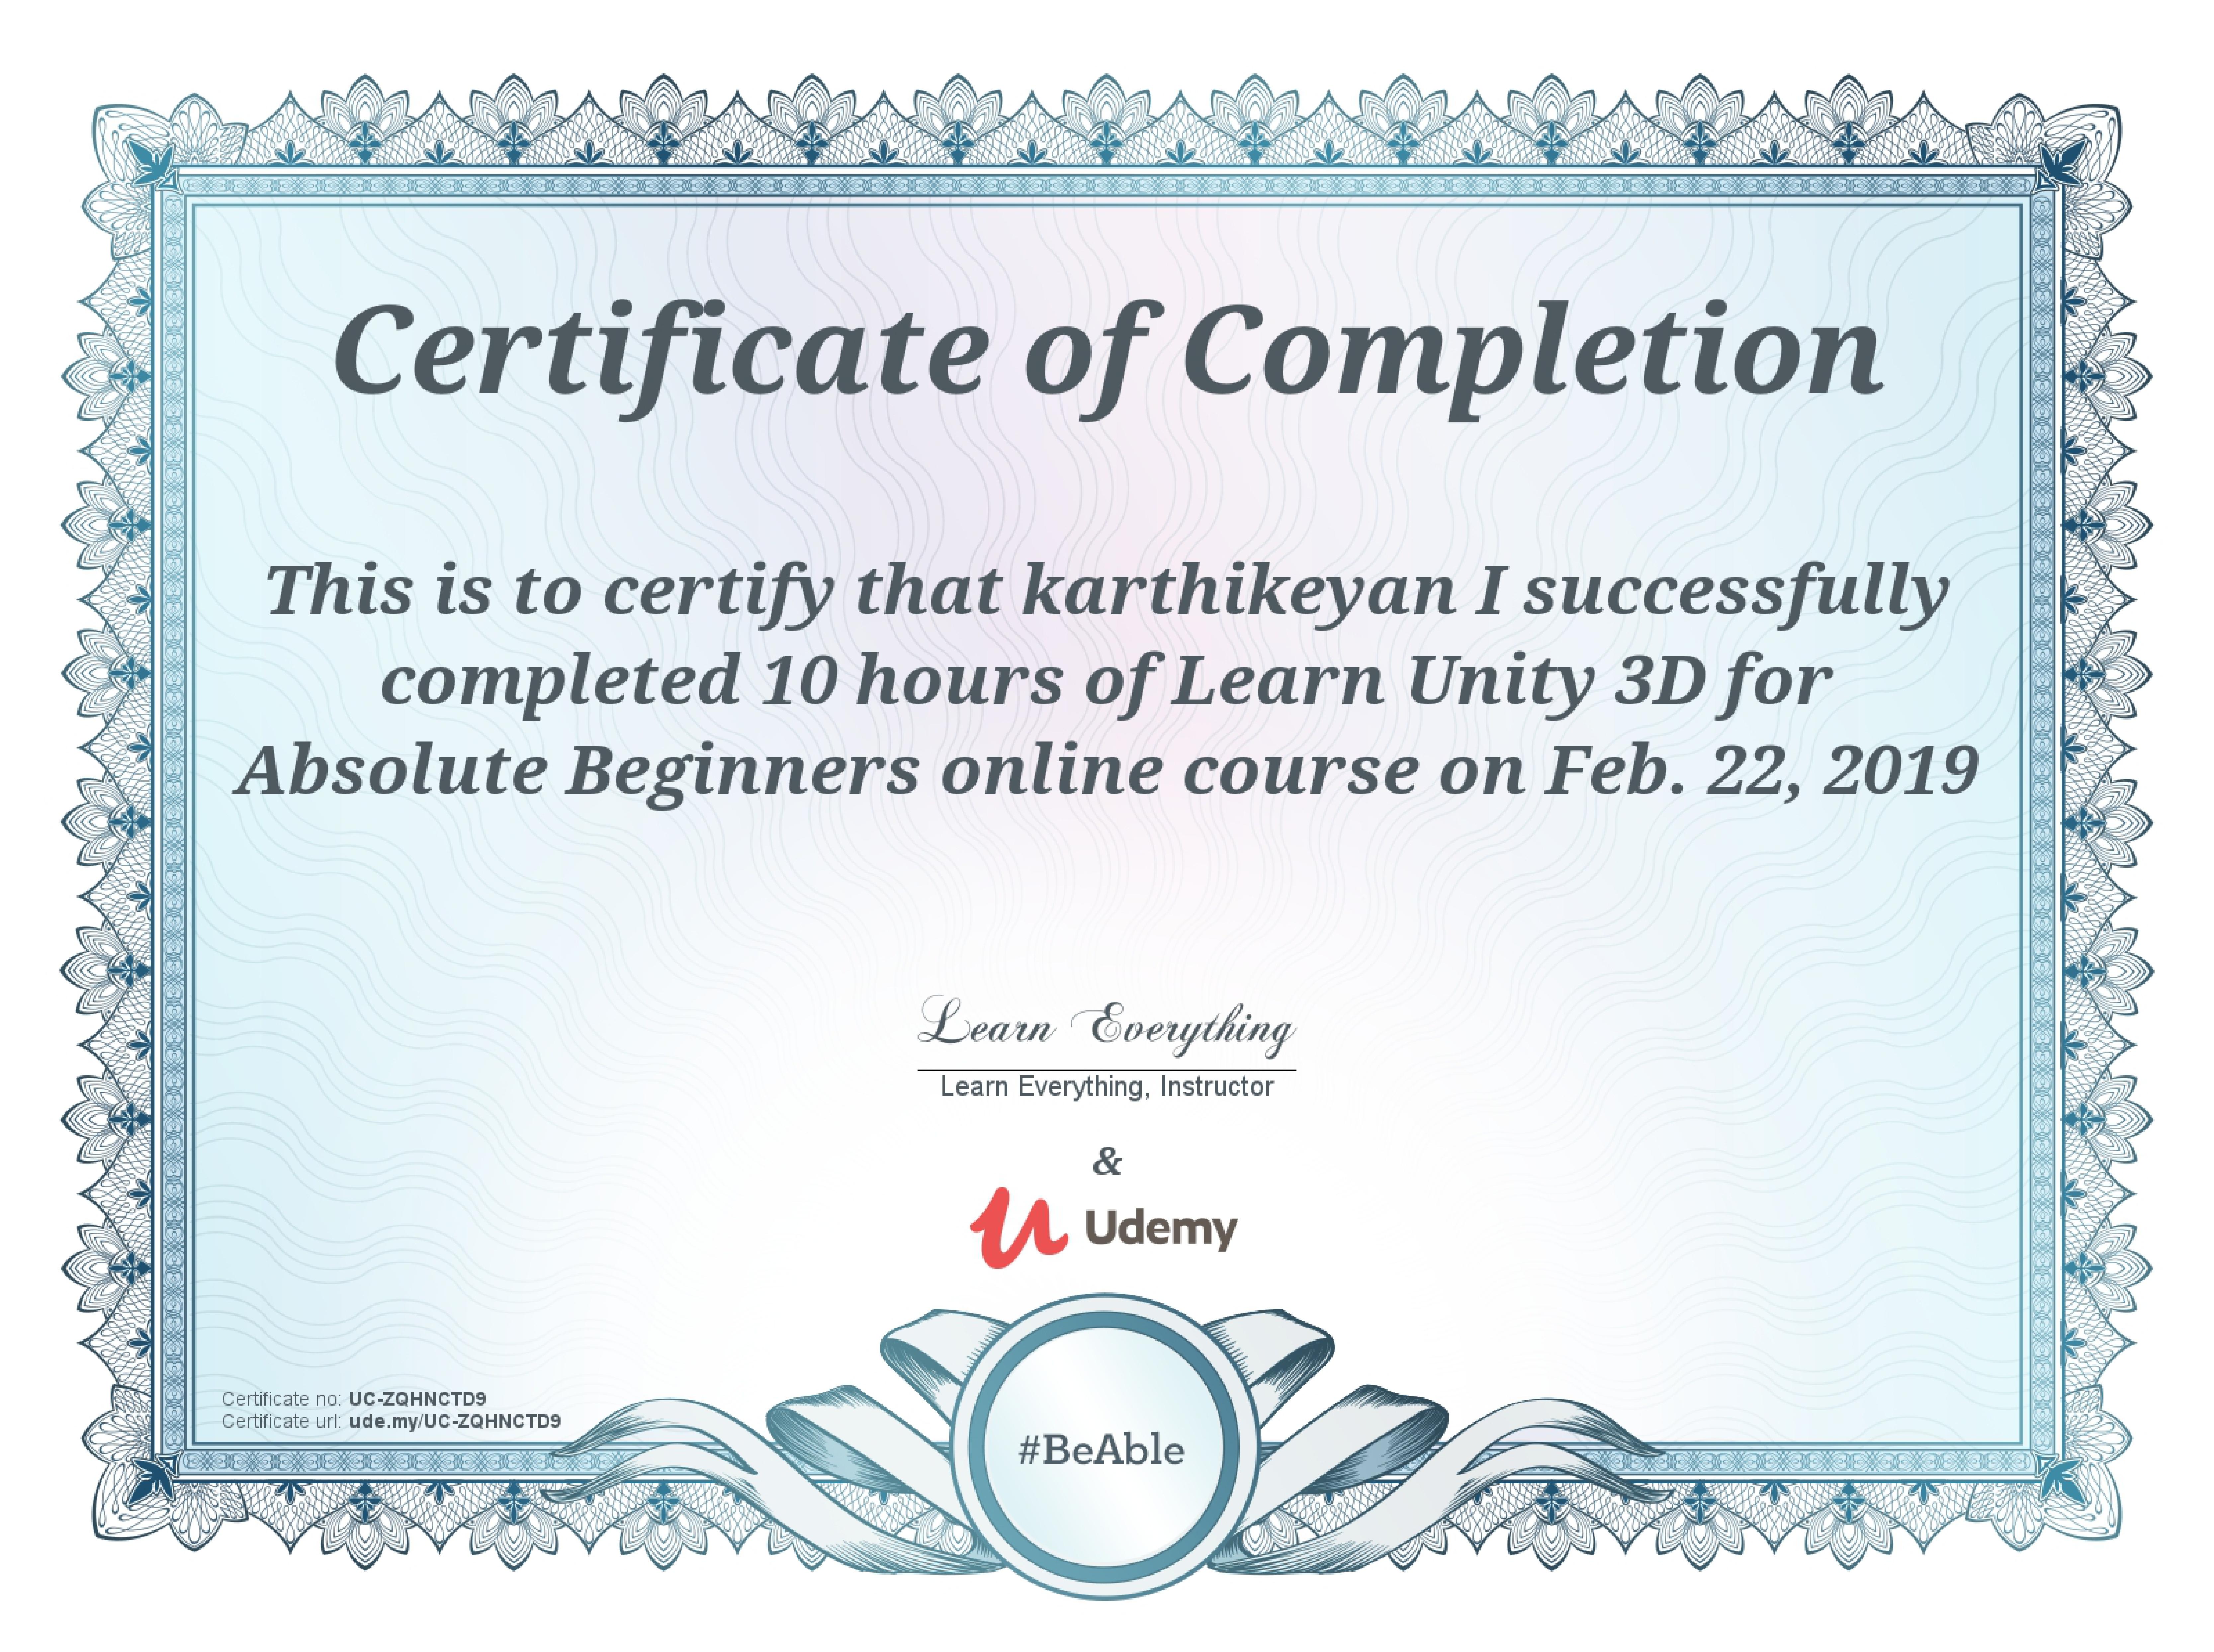 Certificate of Completion
This is to certify that karthikeyan I successfully
completed 10 hours of Learn Unity 3D for
Absolute Beginners online course on Feb. 22, 2019
Learn Everything
Learn Everything, Instructor
&
Udemy
Certificate no: UC-ZQHNCTD9
Certificate url: ude.my/UC-ZQHNCTD9
#BeAble